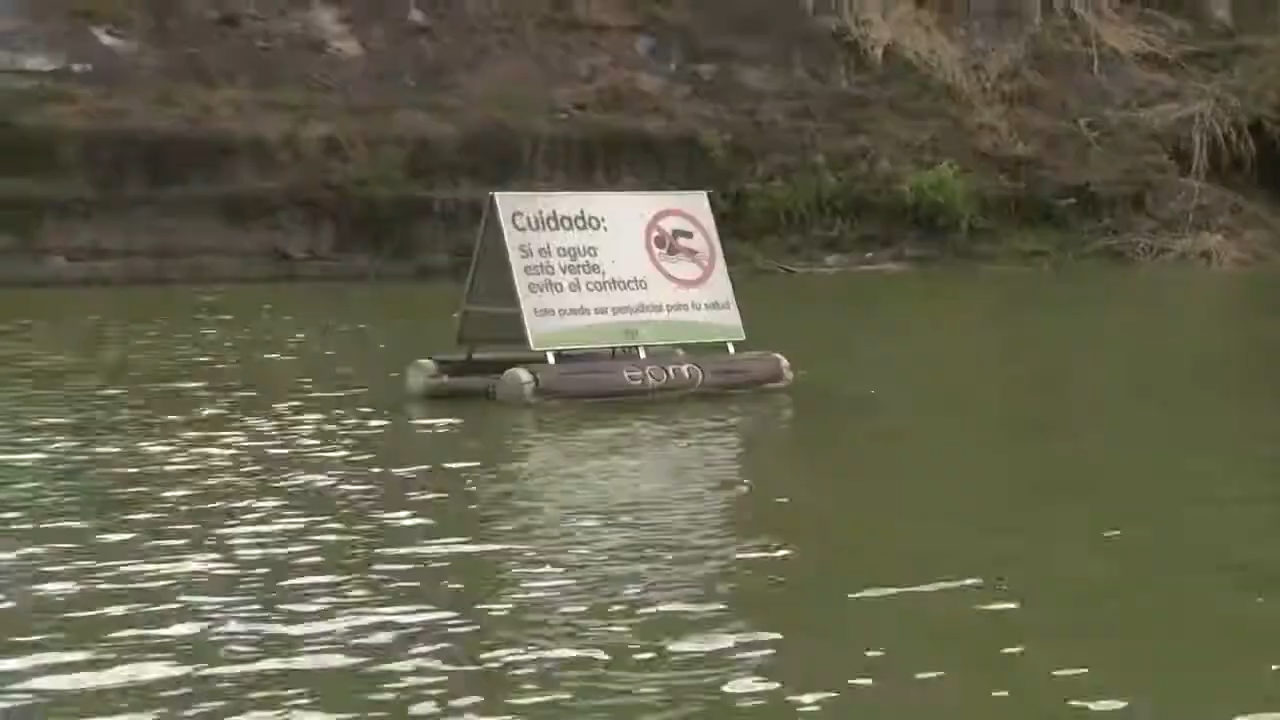 Cuidado:
Si el agua
está verde,
evita el contacto
Esto puede ser perjudicial para tu salud
epm